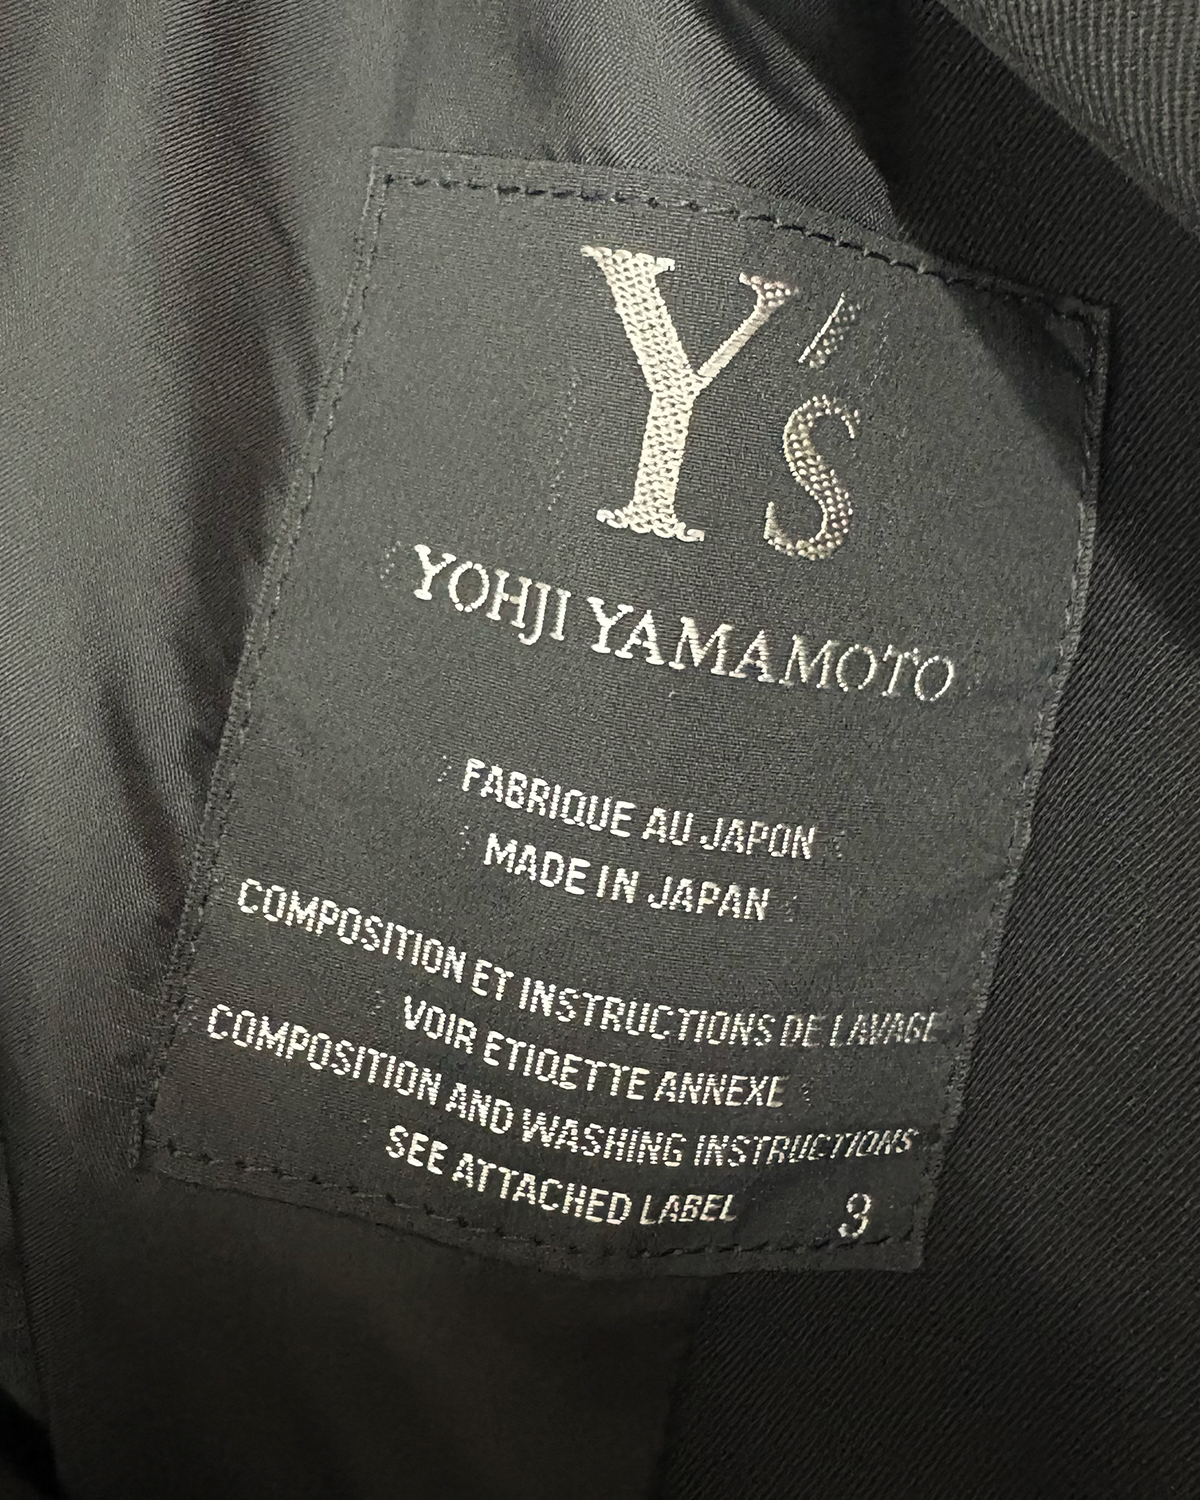 Y's
YOHJI YAMAMOTO
FABRIQUE AU JAPON
MADE IN JAPAN
COMPOSITION ET INSTRUCTIONS DE LAVAGE
VOIR ETIQETTE ANNEXE
COMPOSITION AND WASHING INSTRUCTIONS
SEE ATTACHED LABEL 3